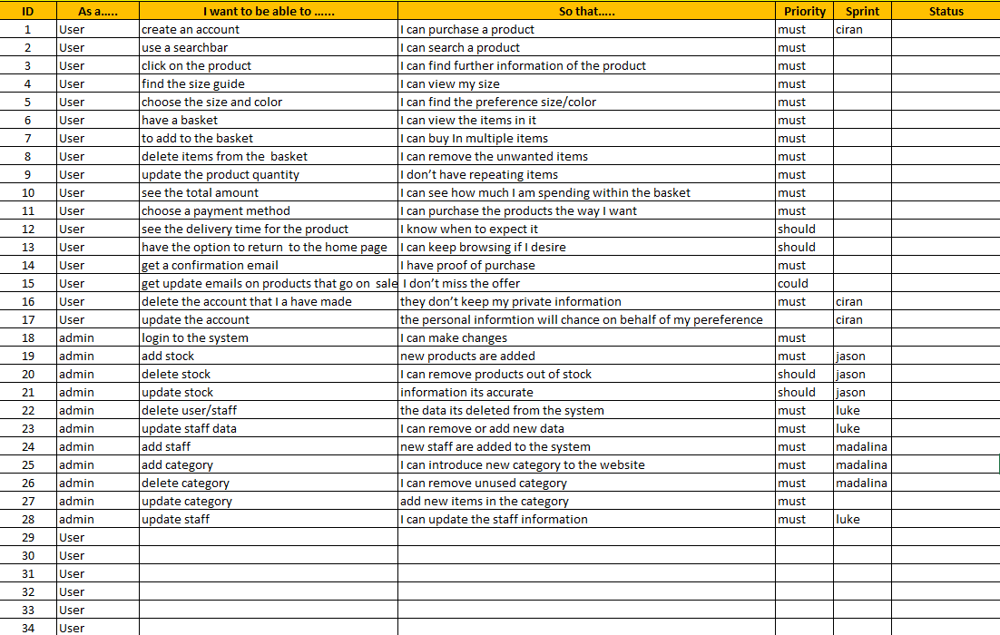 ID As a..... I want to be able to ...... So that..... Priority Sprint Status
1 User create an account I can purchase a product must ciran
2 User use a searchbar I can search a product must
3 User click on the product I can find further information of the product must
4 User find the size guide I can view my size must
5 User choose the size and color I can find the preference size/color must
6 User have a basket I can view the items in it must
7 User to add to the basket I can buy In multiple items must
8 User delete items from the basket I can remove the unwanted items must
9 User update the product quantity I don't have repeating items must
10 User see the total amount I can see how much I am spending within the basket must
11 User choose a payment method I can purchase the products the way I want must
12 User see the delivery time for the product I know when to expect it should
13 User have the option to return to the home page I can keep browsing if I desire should
14 User get a confirmation email I have proof of purchase must
15 User get update emails on products that go on sale I don't miss the offer could
16 User delete the account that I a have made they don't keep my private information must ciran
17 User update the account the personal informtion will chance on behalf of my pereference ciran
18 admin login to the system I can make changes must
19 admin add stock new products are added must jason
20 admin delete stock I can remove products out of stock should jason
21 admin update stock information its accurate should jason
22 admin delete user/staff the data its deleted from the system must luke
23 admin update staff data I can remove or add new data must luke
24 admin add staff new staff are added to the system must madalina
25 admin add category I can introduce new category to the website must madalina
26 admin delete category I can remove unused category must madalina
27 admin update category add new items in the category must
28 admin update staff I can update the staff information must luke
29 User
30 User
31 User
32 User
33 User
34 User